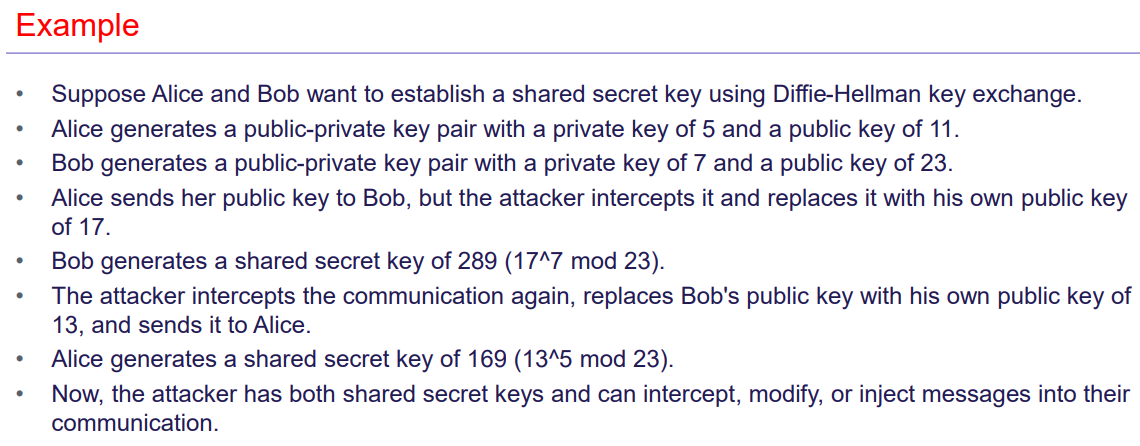 Example
• Suppose Alice and Bob want to establish a shared secret key using Diffie-Hellman key exchange.
• Alice generates a public-private key pair with a private key of 5 and a public key of 11.
• Bob generates a public-private key pair with a private key of 7 and a public key of 23.
• Alice sends her public key to Bob, but the attacker intercepts it and replaces it with his own public key
of 17.
• Bob generates a shared secret key of 289 (17^7 mod 23).
• The attacker intercepts the communication again, replaces Bob's public key with his own public key of
13, and sends it to Alice.
• Alice generates a shared secret key of 169 (13^5 mod 23).
• Now, the attacker has both shared secret keys and can intercept, modify, or inject messages into their
communication.